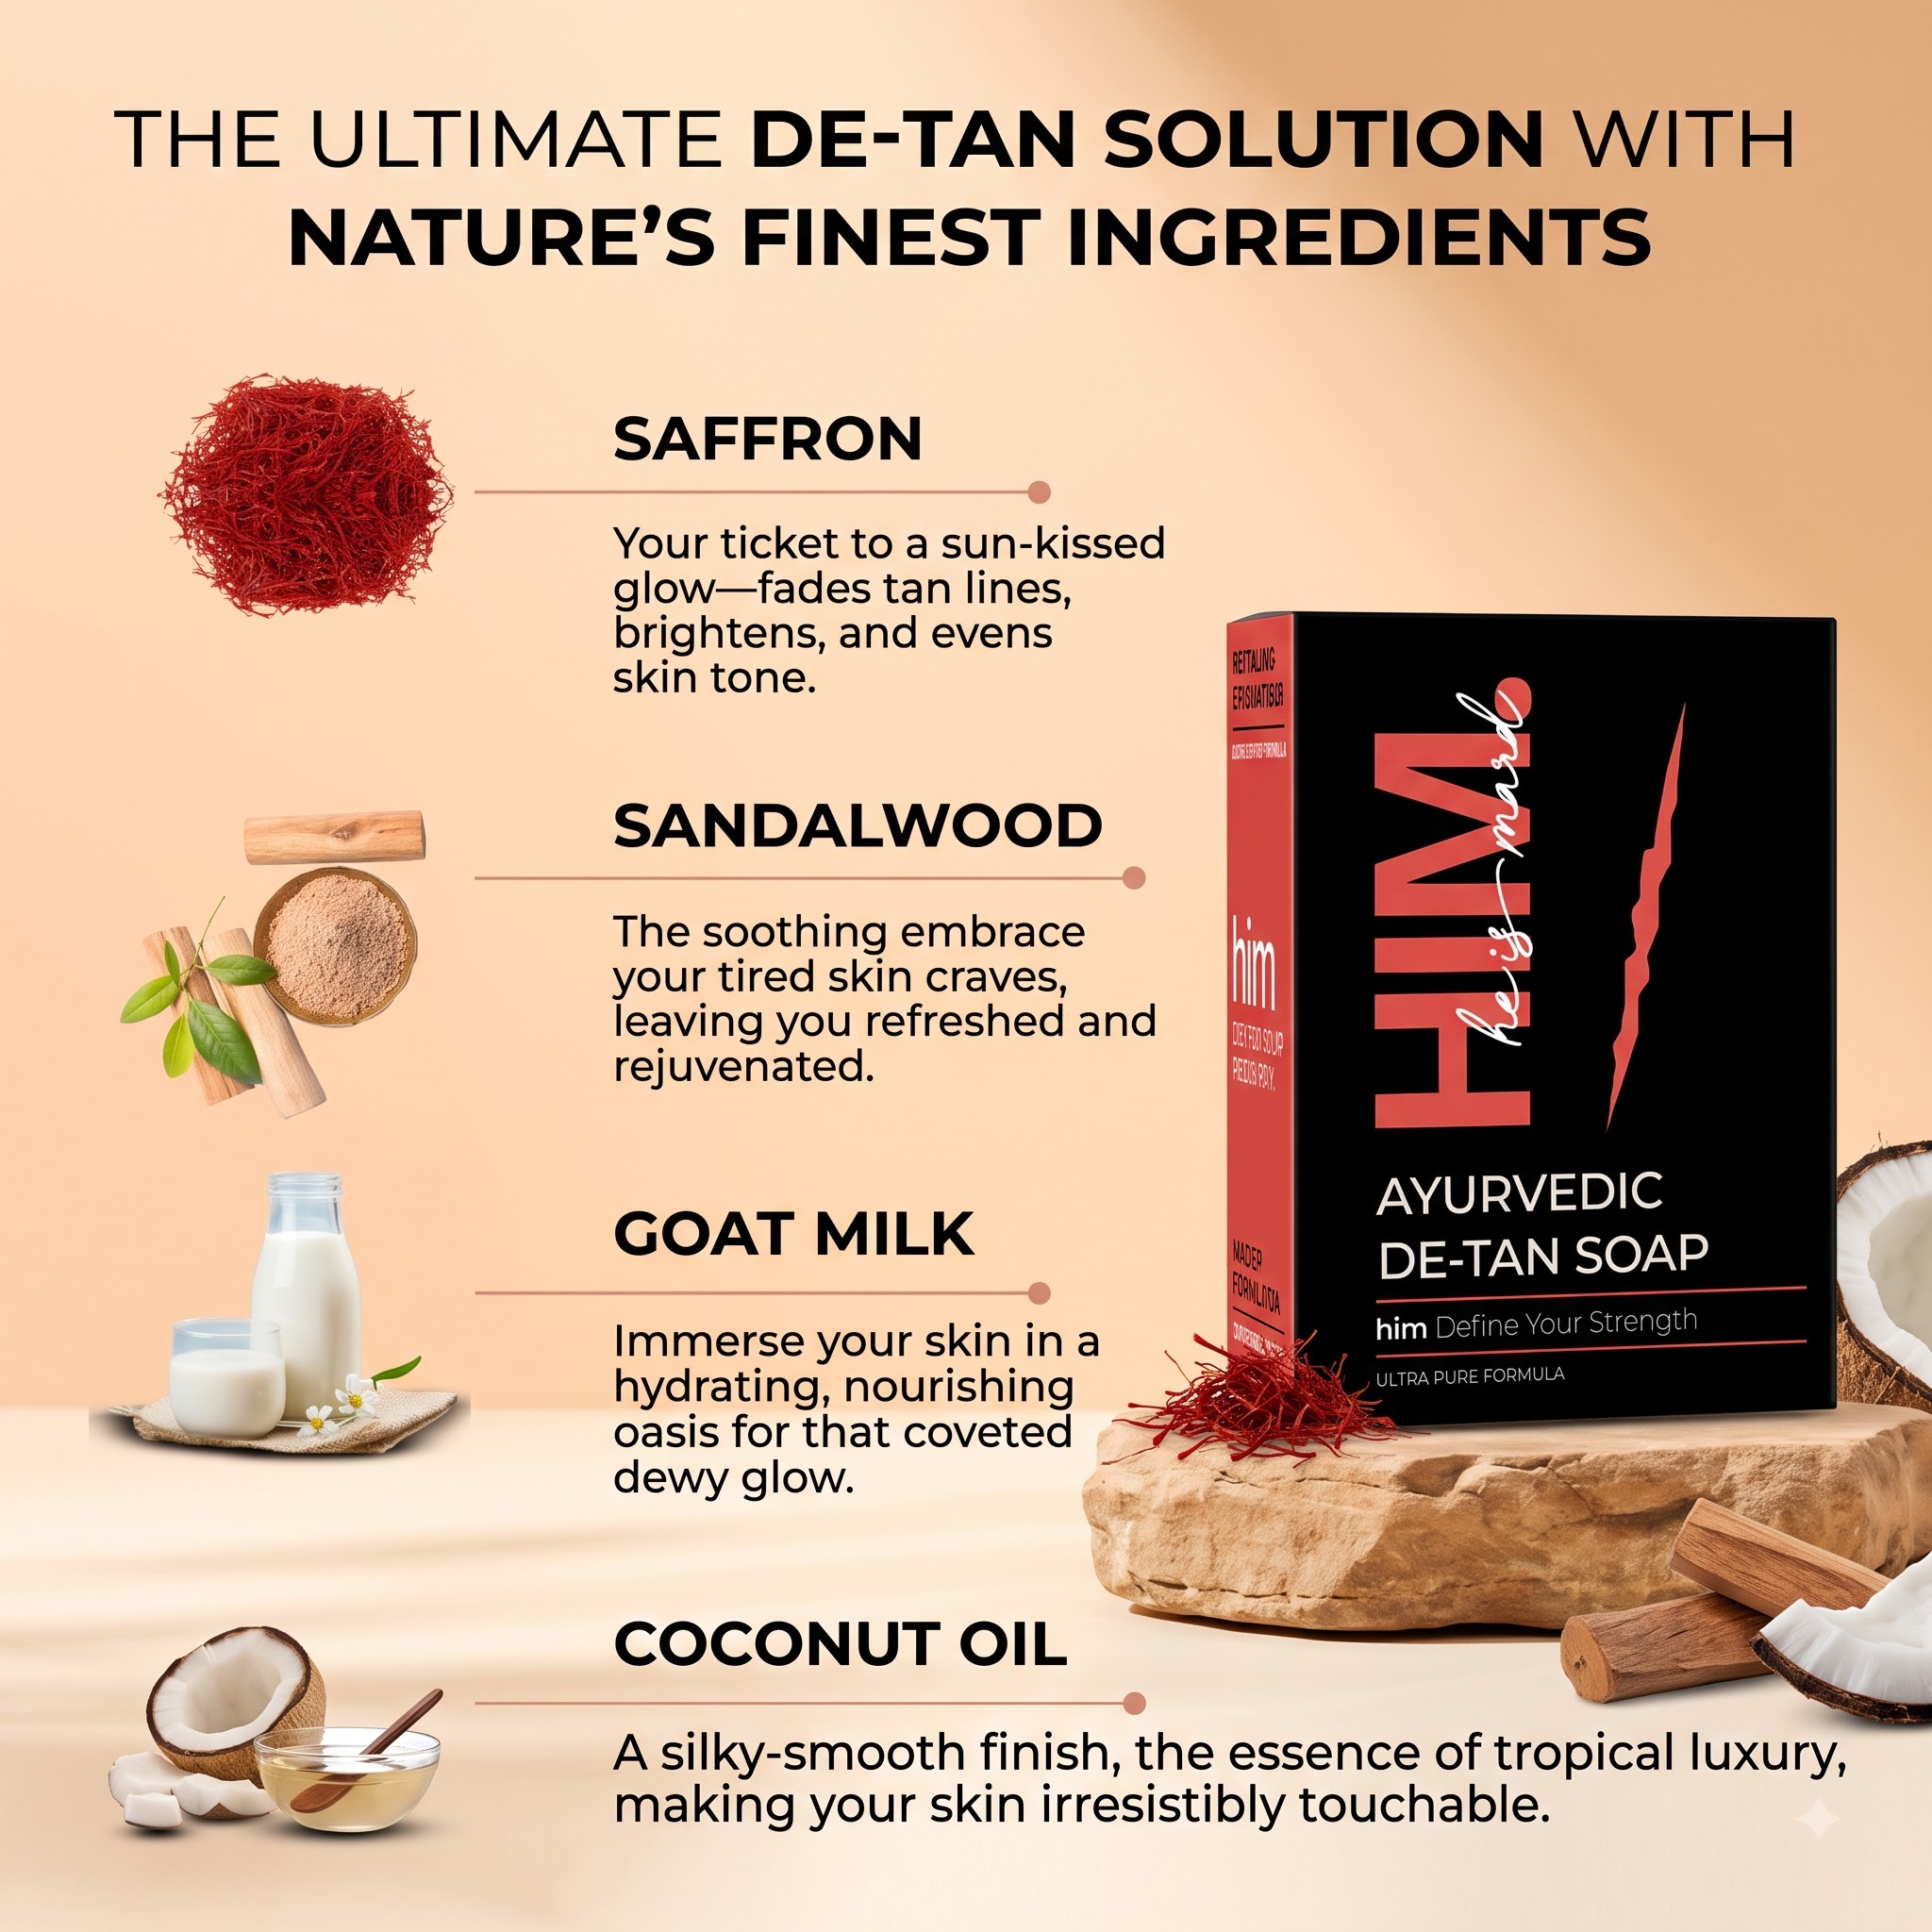 THE ULTIMATE DE-TAN SOLUTION WITH
NATURE'S FINEST INGREDIENTS
SAFFRON
Your ticket to a sun-kissed
glow—fades tan lines,
brightens, and evens
skin tone.
SANDALWOOD
The soothing embrace
your tired skin craves,
leaving you refreshed and
rejuvenated.
GOAT MILK
Immerse your skin in a
hydrating, nourishing
oasis for that coveted
dewy glow.
COCONUT OIL
A silky-smooth finish, the essence of tropical luxury,
making your skin irresistibly touchable.
him
HIM.
he is mard
AYURVEDIC
DE-TAN SOAP
him Define Your Strength
ULTRA PURE FORMULA